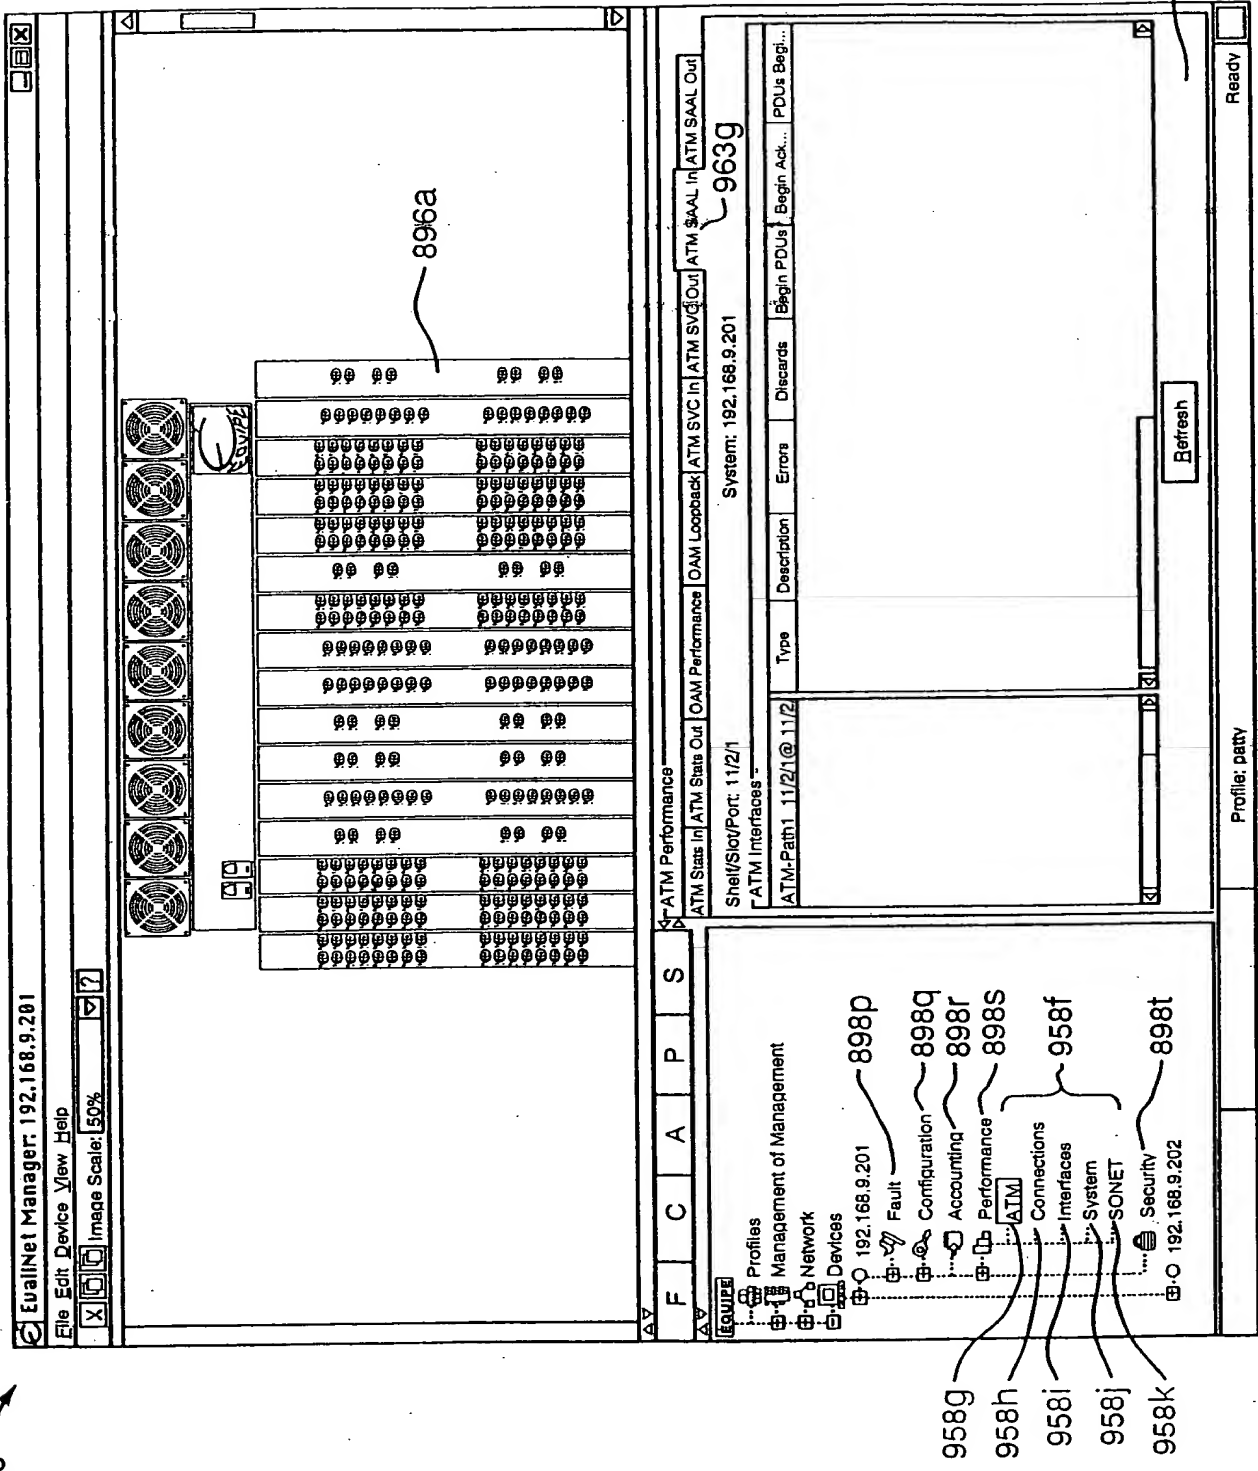 EualNet Manager: 192.168.9.201
File Edit Device View Help
X Image Scale: 50% ?
EQUIPE
896a
F C A P S
EQUIPE
Profiles
Management of Management
Network
Devices
192.168.9.201
Fault
Configuration
Accounting
Performance
ATM
Connections
Interfaces
System
SONET
Security
192.168.9.202
898p
898q
898r
898s
958f
898t
958g
958h
958i
958j
958k
ATM Performance
ATM Stats In ATM Stats Out OAM Performance OAM Loopback ATM SVC In ATM SVC Out ATM SAAL In ATM SAAL Out
963g
Shelf/Slot/Port: 11/2/1 System: 192.168.9.201
ATM Interfaces
ATM-Path1 11/2/1@ 11/2 Type Description Errors Discards Begin PDUs Begin Ack... PDUs Begi...
Refresh
Profile: patty Ready